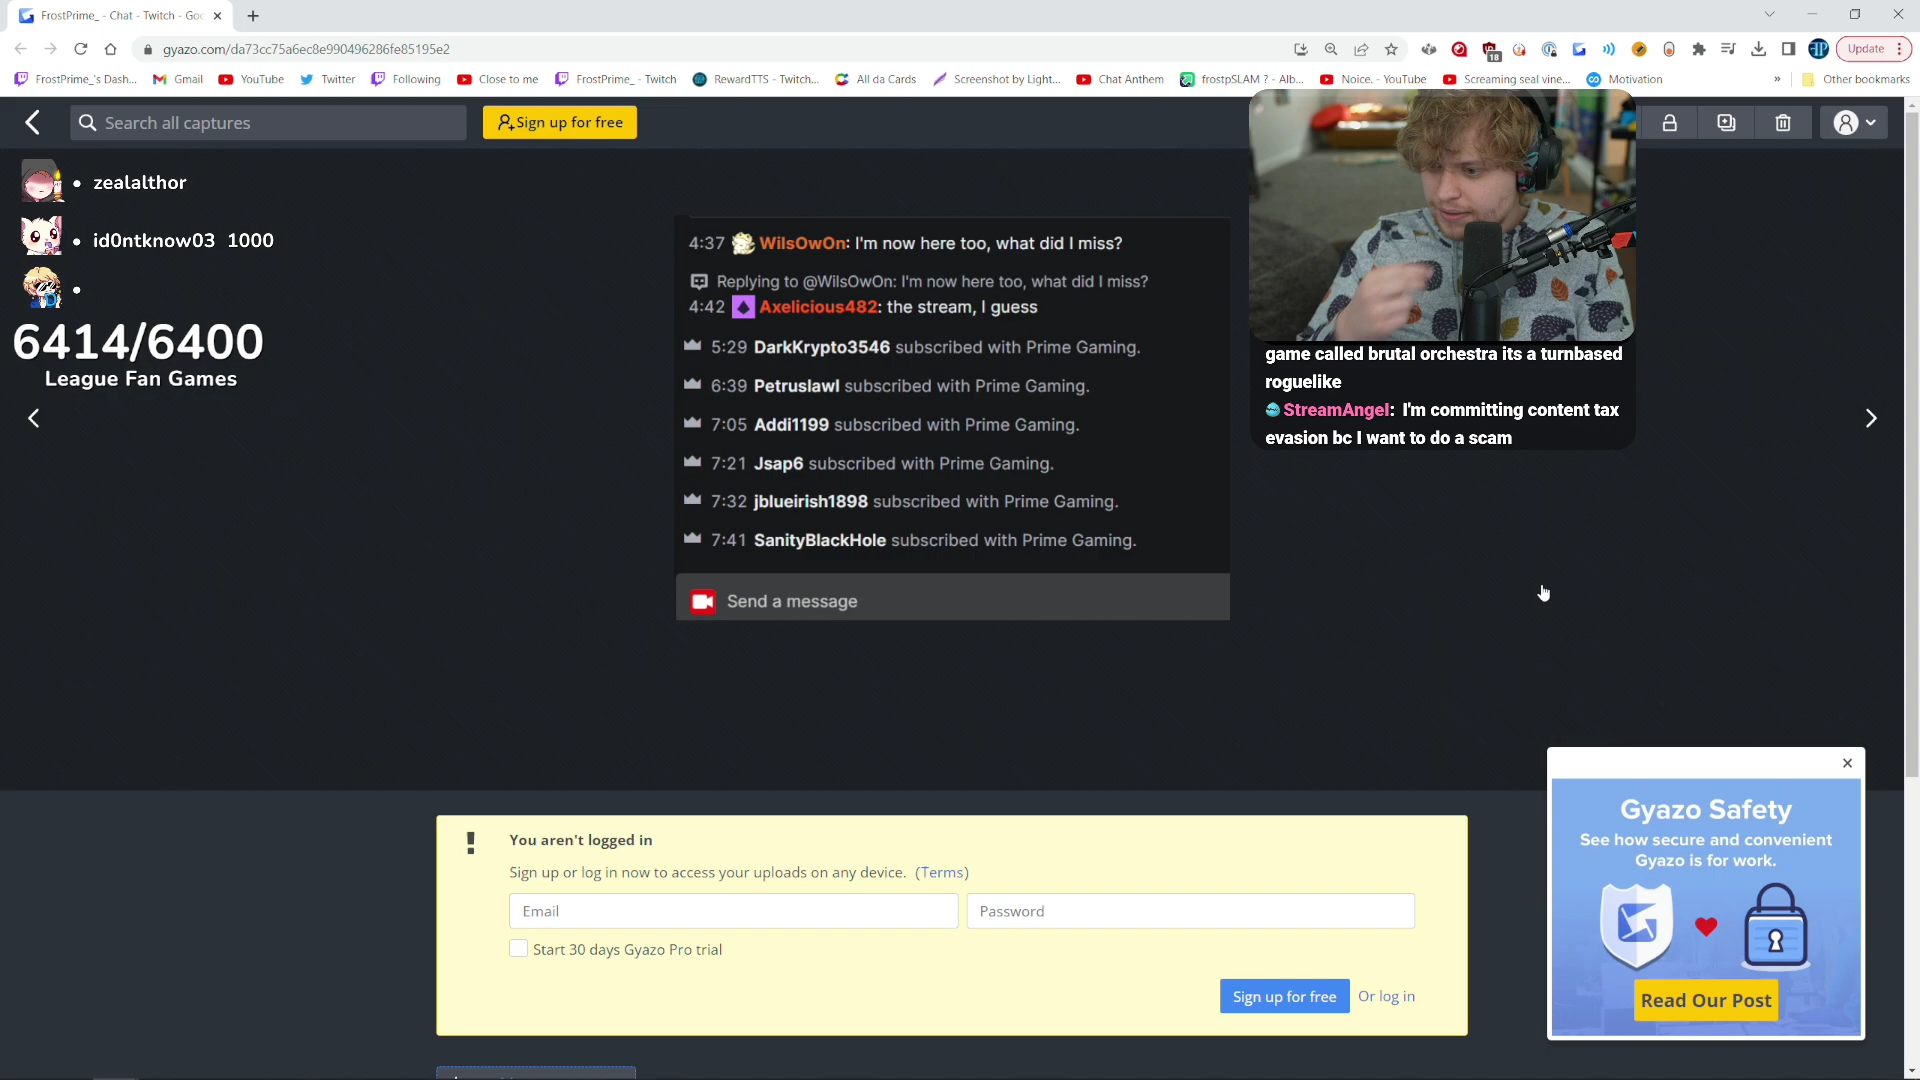 FrostPrime_ - Chat - Twitch - Goo
gyazo.com/da73cc75a6ec8e990496286fe85195e2
18
Update
FrostPrime_'s Dash...
Gmail
YouTube
Twitter
Following
Close to me
FrostPrime_ - Twitch
RewardTTS - Twitch...
All da Cards
Screenshot by Light...
Chat Anthem
frostpSLAM ? - Alb...
Noice. - YouTube
Screaming seal vine...
Motivation
»
Other bookmarks
Search all captures
Sign up for free
• zealalthor
• id0ntknow03 1000
•
6414/6400
League Fan Games
4:37 WilsOwOn: I'm now here too, what did I miss?
Replying to @WilsOwOn: I'm now here too, what did I miss?
4:42 Axelicious482: the stream, I guess
5:29 DarkKrypto3546 subscribed with Prime Gaming.
6:39 Petruslawl subscribed with Prime Gaming.
7:05 Addi1199 subscribed with Prime Gaming.
7:21 Jsap6 subscribed with Prime Gaming.
7:32 jblueirish1898 subscribed with Prime Gaming.
7:41 SanityBlackHole subscribed with Prime Gaming.
Send a message
game called brutal orchestra its a turnbased
roguelike
StreamAngel: I'm committing content tax
evasion bc I want to do a scam
You aren't logged in
Sign up or log in now to access your uploads on any device. (Terms)
Email
Password
Start 30 days Gyazo Pro trial
Sign up for free
Or log in
Gyazo Safety
See how secure and convenient
Gyazo is for work.
Read Our Post